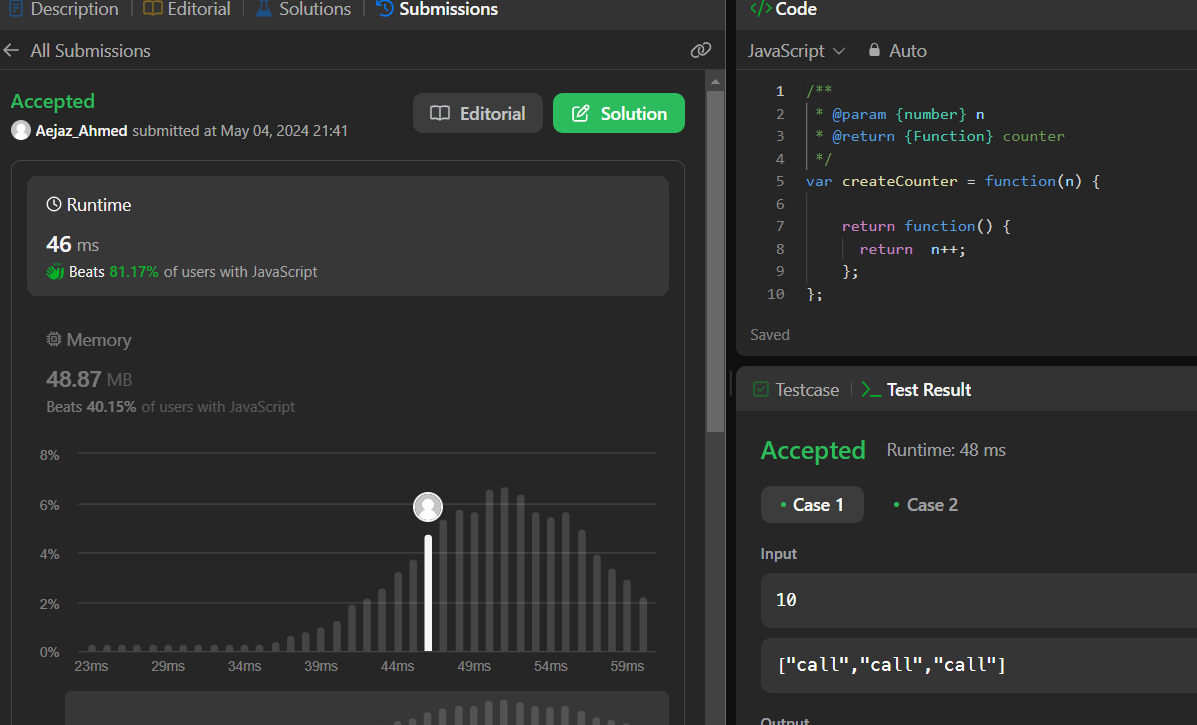 Description | Editorial | Solutions | Submissions
All Submissions
Accepted
Aejaz_Ahmed submitted at May 04, 2024 21:41
Editorial
Solution
Runtime
46 ms
Beats 81.17% of users with JavaScript
Memory
48.87 MB
Beats 40.15% of users with JavaScript
8%
6%
4%
2%
0%
23ms 29ms 34ms 39ms 44ms 49ms 54ms 59ms
</> Code
JavaScript Auto
1 /**
2 * @param {number} n
3 * @return {Function} counter
4 */
5 var createCounter = function(n) {
6
7 return function() {
8 return n++;
9 };
10 };
Saved
Testcase | >_ Test Result
Accepted Runtime: 48 ms
• Case 1 • Case 2
Input
10
["call","call","call"]
Output